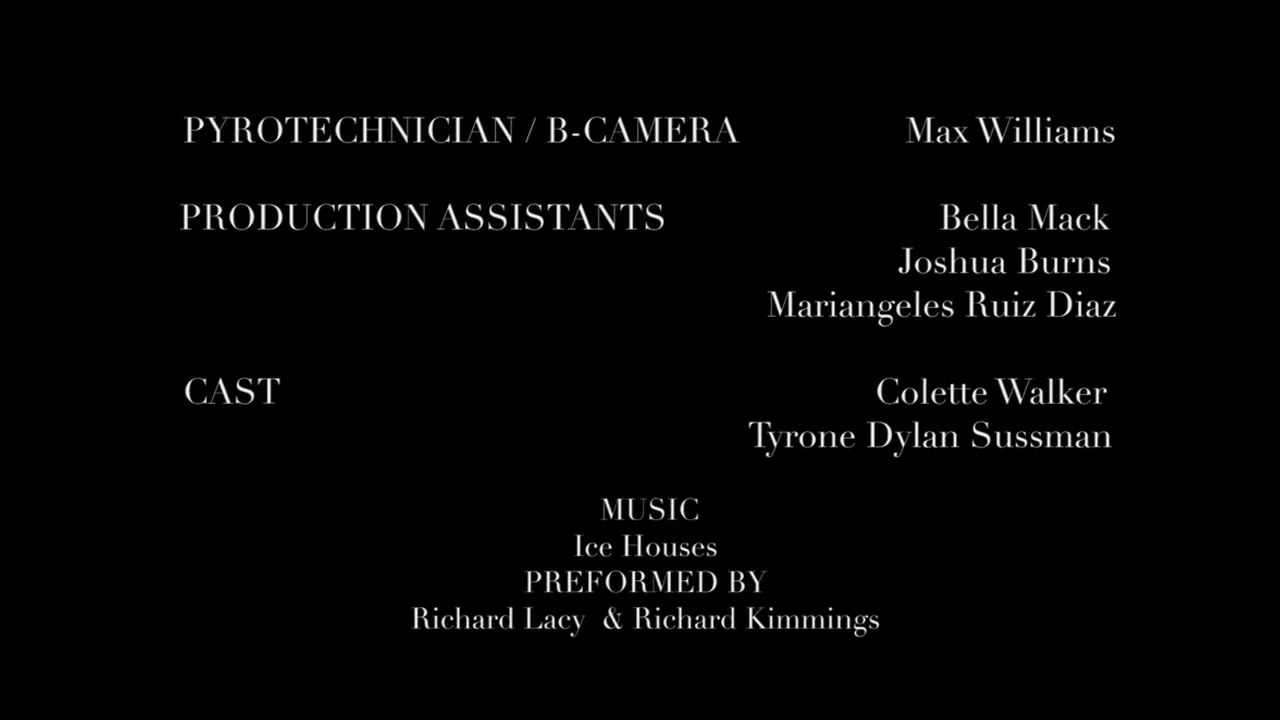 PYROTECHNICIAN / B-CAMERA Max Williams
PRODUCTION ASSISTANTS Bella Mack
Joshua Burns
Mariangeles Ruiz Diaz
CAST Colette Walker
Tyrone Dylan Sussman
MUSIC
Ice Houses
PREFORMED BY
Richard Lacy & Richard Kimmings